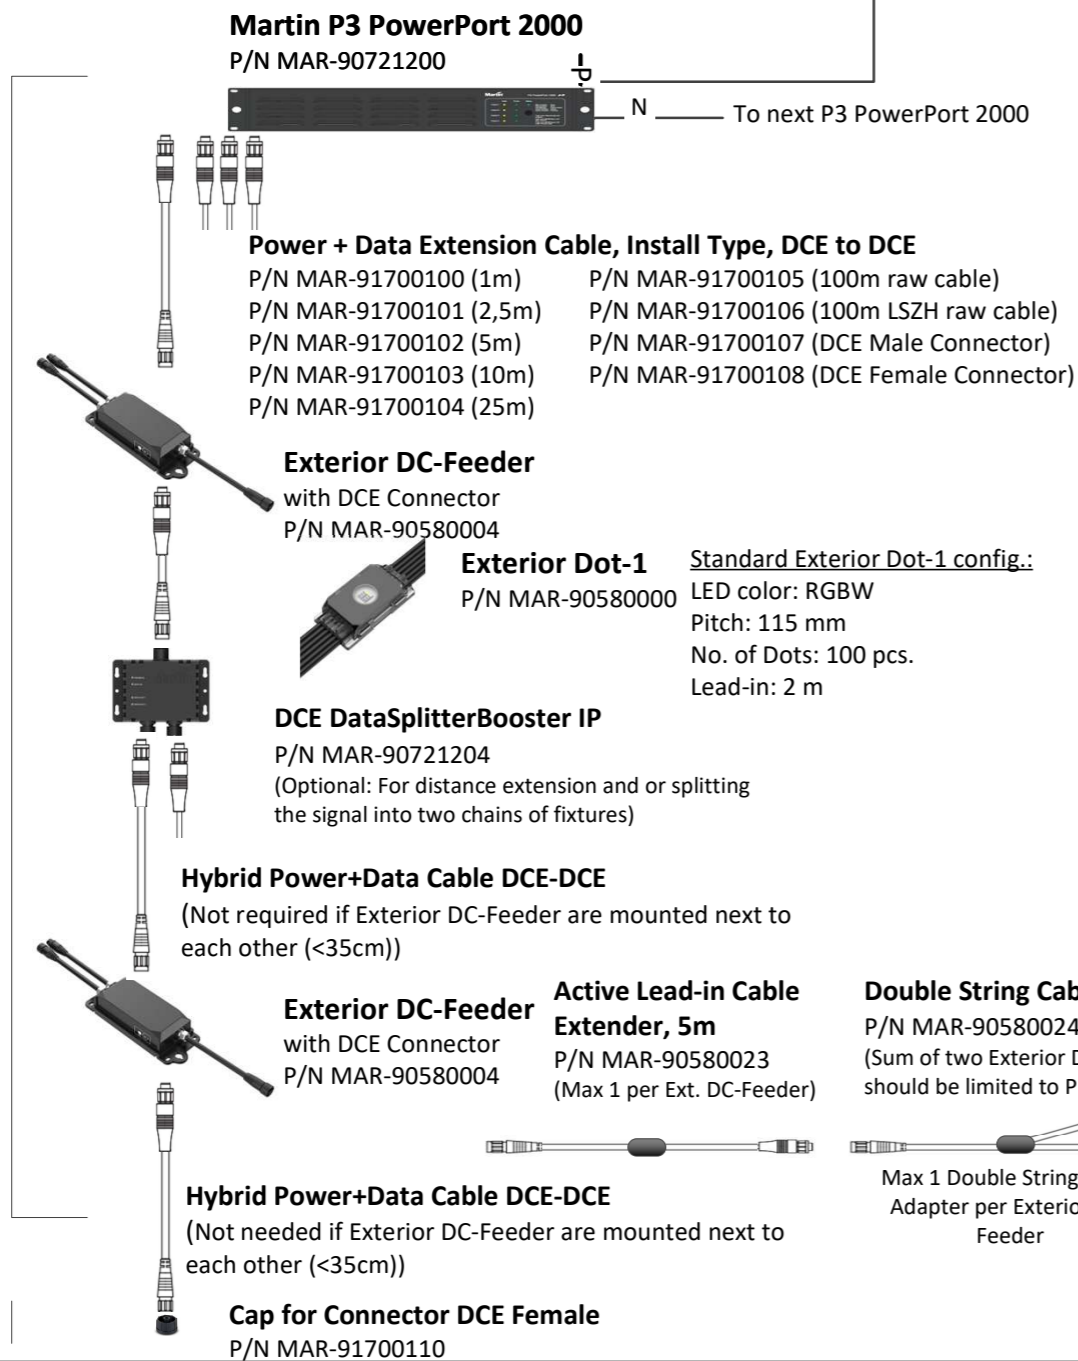 Martin P3 PowerPort 2000
P/N MAR-90721200
P
N
To next P3 PowerPort 2000
Power + Data Extension Cable, Install Type, DCE to DCE
P/N MAR-91700100 (1m)
P/N MAR-91700101 (2,5m)
P/N MAR-91700102 (5m)
P/N MAR-91700103 (10m)
P/N MAR-91700104 (25m)
P/N MAR-91700105 (100m raw cable)
P/N MAR-91700106 (100m LSZH raw cable)
P/N MAR-91700107 (DCE Male Connector)
P/N MAR-91700108 (DCE Female Connector)
Exterior DC-Feeder
with DCE Connector
P/N MAR-90580004
Exterior Dot-1
P/N MAR-90580000
Standard Exterior Dot-1 config.:
LED color: RGBW
Pitch: 115 mm
No. of Dots: 100 pcs.
Lead-in: 2 m
DCE DataSplitterBooster IP
P/N MAR-90721204
(Optional: For distance extension and or splitting
the signal into two chains of fixtures)
Hybrid Power+Data Cable DCE-DCE
(Not required if Exterior DC-Feeder are mounted next to
each other (<35cm))
Exterior DC-Feeder
with DCE Connector
P/N MAR-90580004
Active Lead-in Cable
Extender, 5m
P/N MAR-90580023
(Max 1 per Ext. DC-Feeder)
Double String Cab
P/N MAR-90580024
(Sum of two Exterior D
should be limited to P
Max 1 Double String
Adapter per Exterio
Feeder
Hybrid Power+Data Cable DCE-DCE
(Not needed if Exterior DC-Feeder are mounted next to
each other (<35cm))
Cap for Connector DCE Female
P/N MAR-91700110